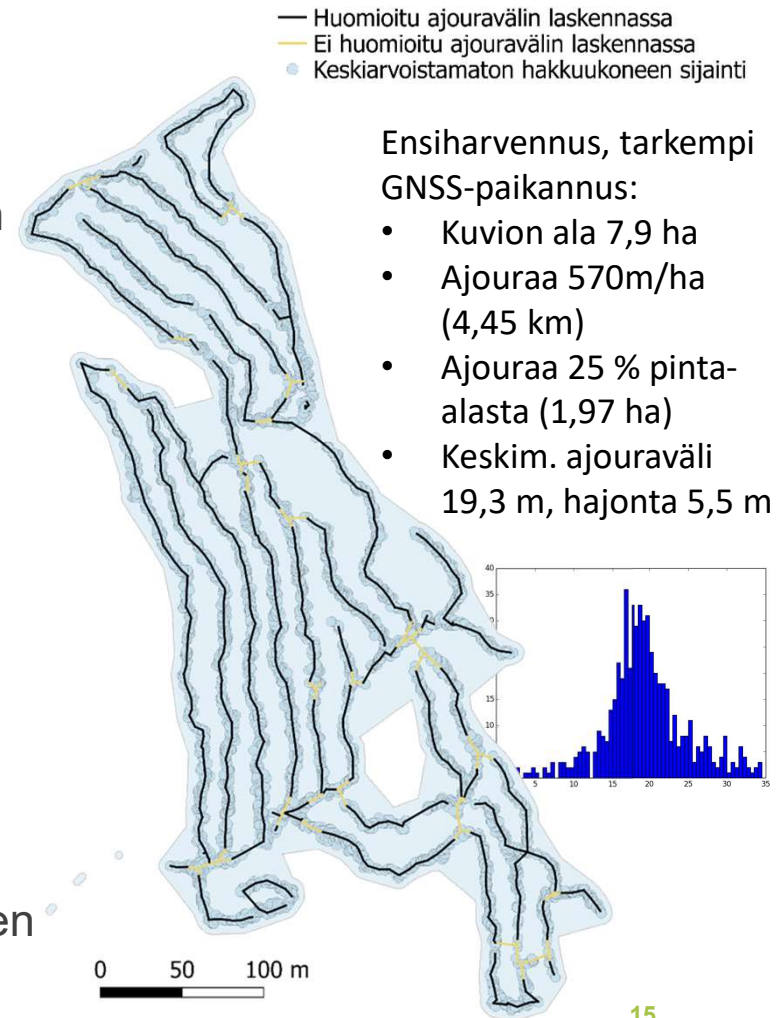 Huomioitu ajouravälin laskennassa
Ei huomioitu ajouravälin laskennassa
Keskiarvoistamaton hakkuukoneen sijainti
Ensiharvennus, tarkempi
GNSS-paikannus:
• Kuvion ala 7,9 ha
• Ajouraa 570m/ha
(4,45 km)
• Ajouraa 25 % pinta-
alasta (1,97 ha)
• Keskim. ajouraväli
19,3 m, hajonta 5,5 m
40
35
15
10
5 10 15 20 25 30 35
en
0 50 100 m
15